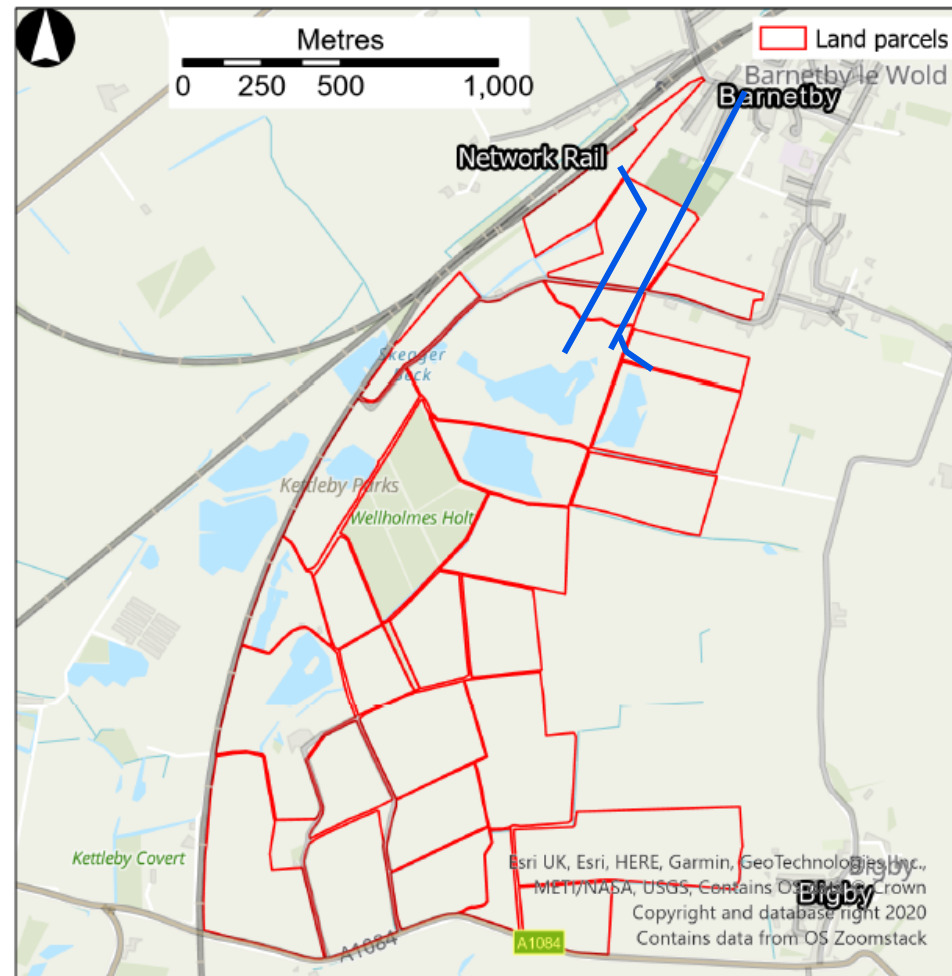 Metres
0 250 500 1,000
Land parcels
Barnetby le Wold
Barnetby
Network Rail
Skeager
Beck
Kettleby Parks
Wellholmes Holt
Kettleby Covert
Esri UK, Esri, HERE, Garmin, GeoTechnologies, Inc.,
METI/NASA, USGS, Contains OS data © Crown
Copyright and database right 2020
Contains data from OS Zoomstack
Bigby
Bigby
A1084
A1084